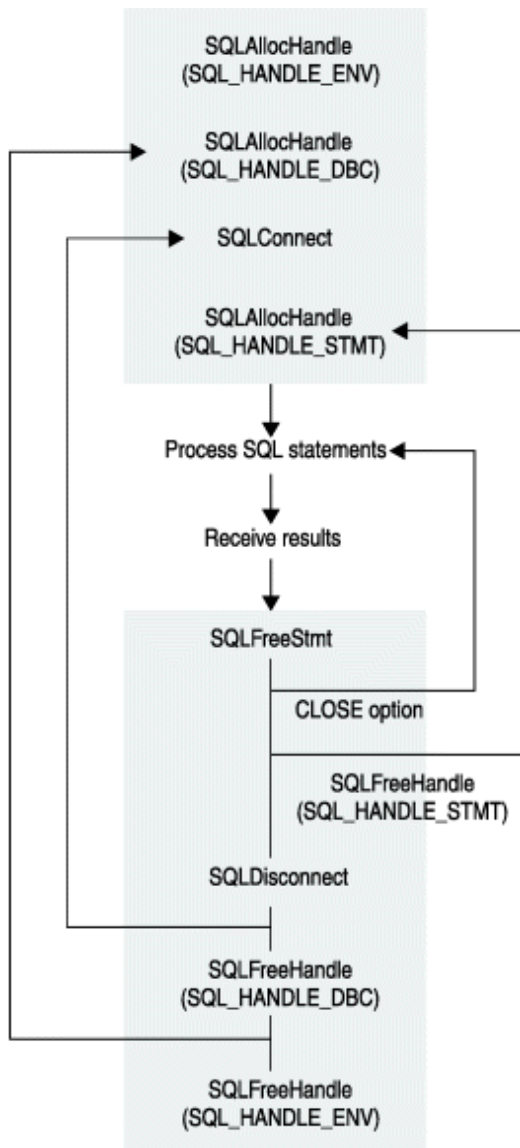 SQLAllocHandle
(SQL_HANDLE_ENV)
SQLAllocHandle
(SQL_HANDLE_DBC)
SQLConnect
SQLAllocHandle
(SQL_HANDLE_STMT)
Process SQL statements
Receive results
SQLFreeStmt
CLOSE option
SQLFreeHandle
(SQL_HANDLE_STMT)
SQLDisconnect
SQLFreeHandle
(SQL_HANDLE_DBC)
SQLFreeHandle
(SQL_HANDLE_ENV)